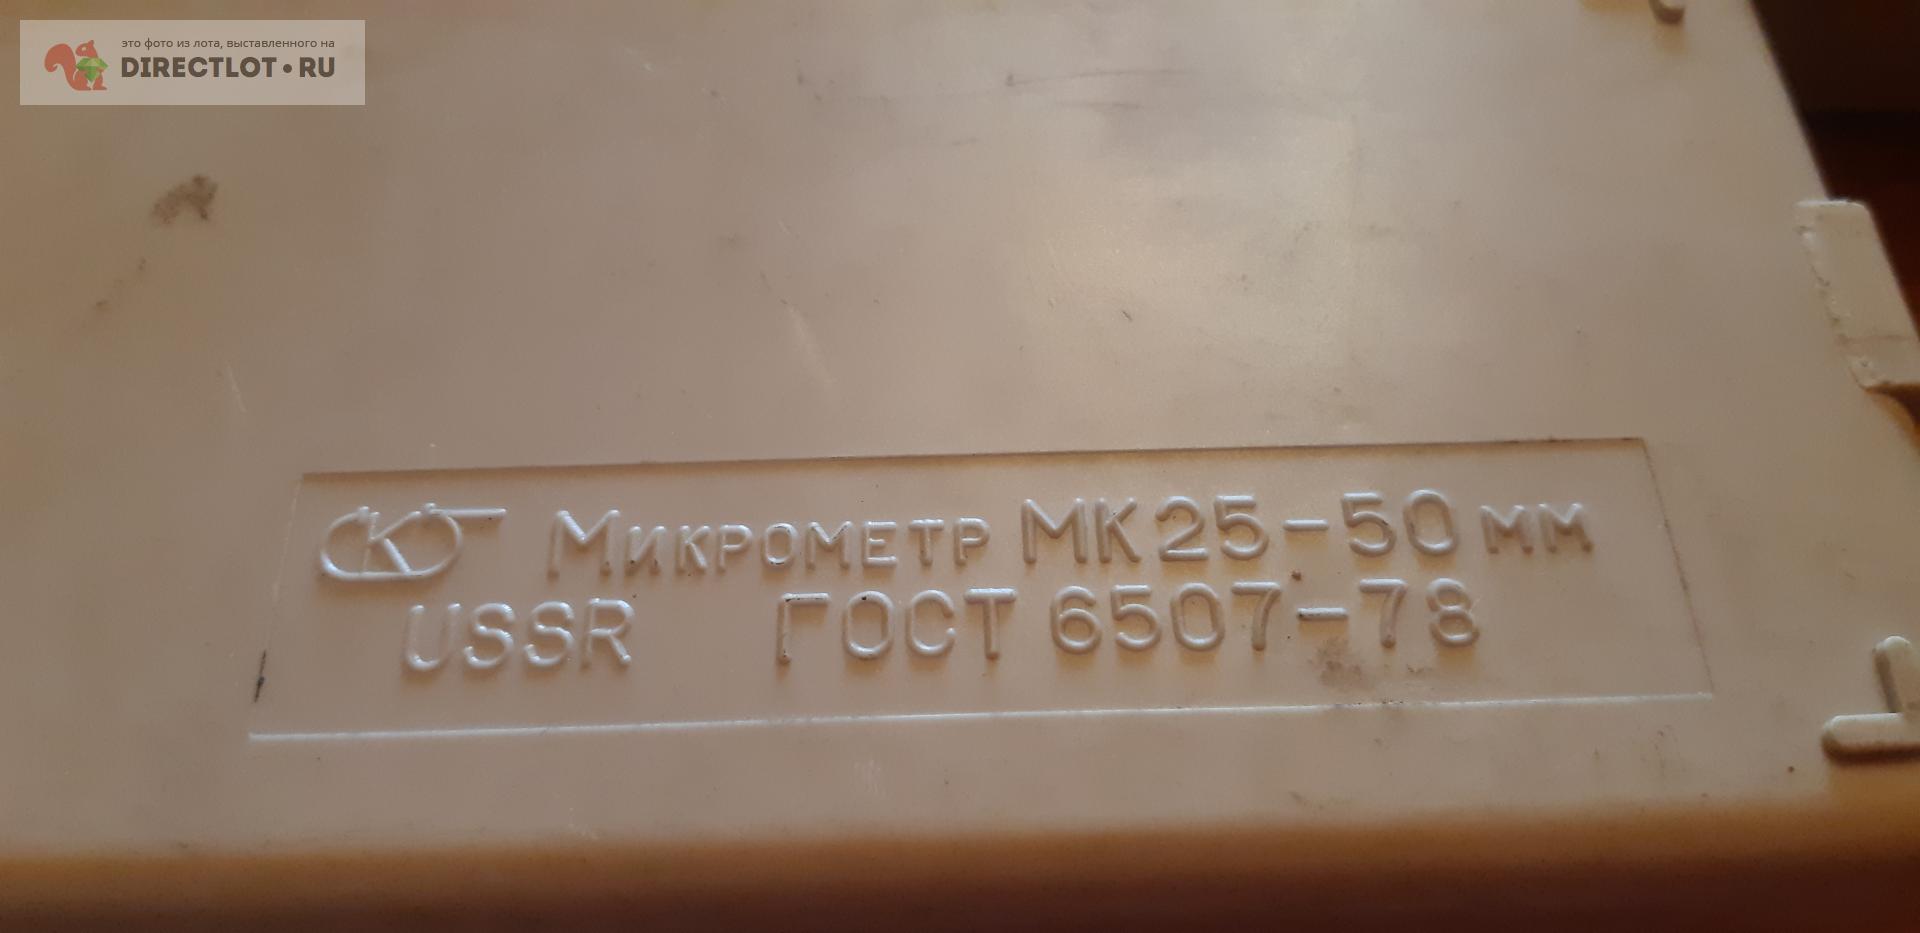 это фото из лота, выставленного на
DIRECTLOT•RU
Микрометр МК25-50 мм
USSR ГОСТ 6507-78